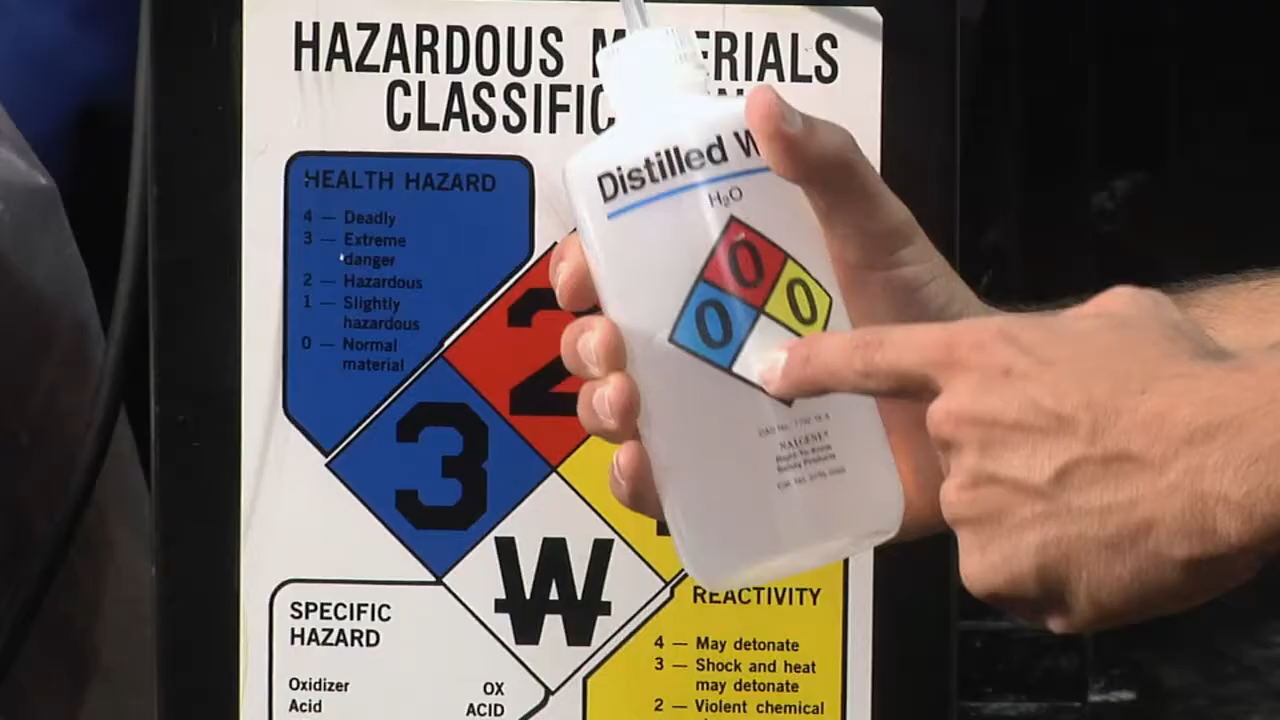 HAZARDOUS M ERIALS
CLASSIFIC
HEALTH HAZARD
4 — Deadly
3 — Extreme
danger
2 — Hazardous
1 — Slightly
hazardous
0 — Normal
material
2
3
W
SPECIFIC
HAZARD
Oxidizer OX
Acid ACID
REACTIVITY
4 — May detonate
3 — Shock and heat
may detonate
2 — Violent chemical
Distilled W
H₂O
0
0
0
NALGENE